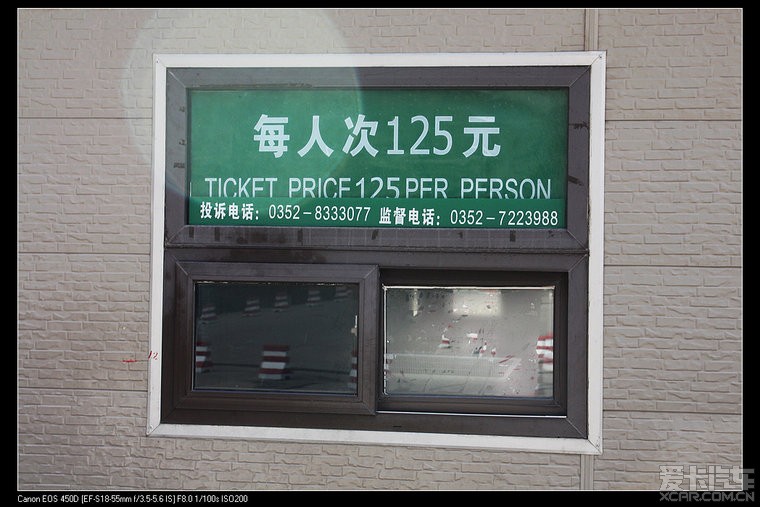 每人次125元
TICKET PRICE 125 PER PERSON
投诉电话：0352－8333077 监督电话：0352－7223988
12
Canon EOS 450D [EF-S18-55mm f/3.5-5.6 IS] F8.0 1/100s ISO200
爱卡汽车
XCAR.COM.CN